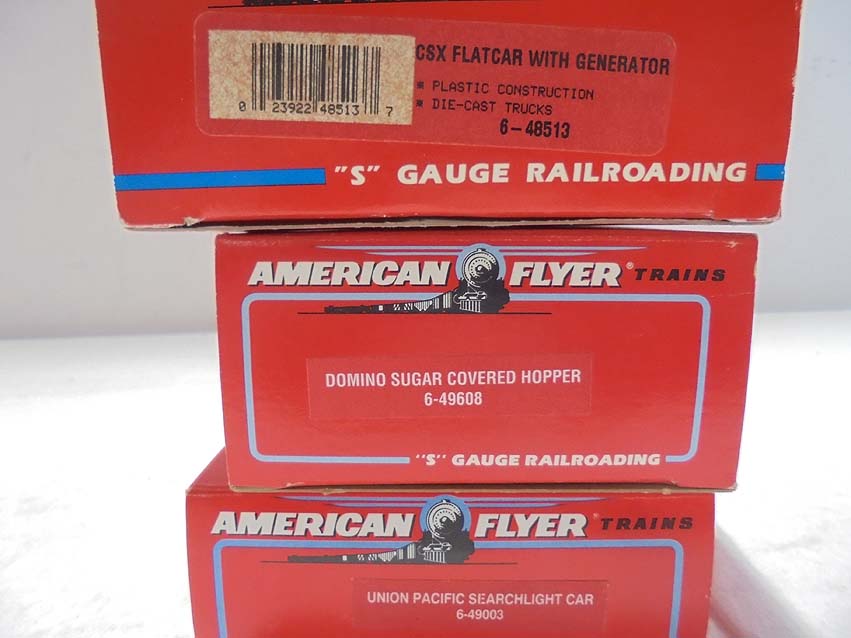 CSX FLATCAR WITH GENERATOR
* PLASTIC CONSTRUCTION
* DIE-CAST TRUCKS
6-48513
0 23922 48513 7
"S" GAUGE RAILROADING
AMERICAN FLYER® TRAINS
DOMINO SUGAR COVERED HOPPER
6-49608
"S" GAUGE RAILROADING
AMERICAN FLYER® TRAINS
UNION PACIFIC SEARCHLIGHT CAR
6-49003